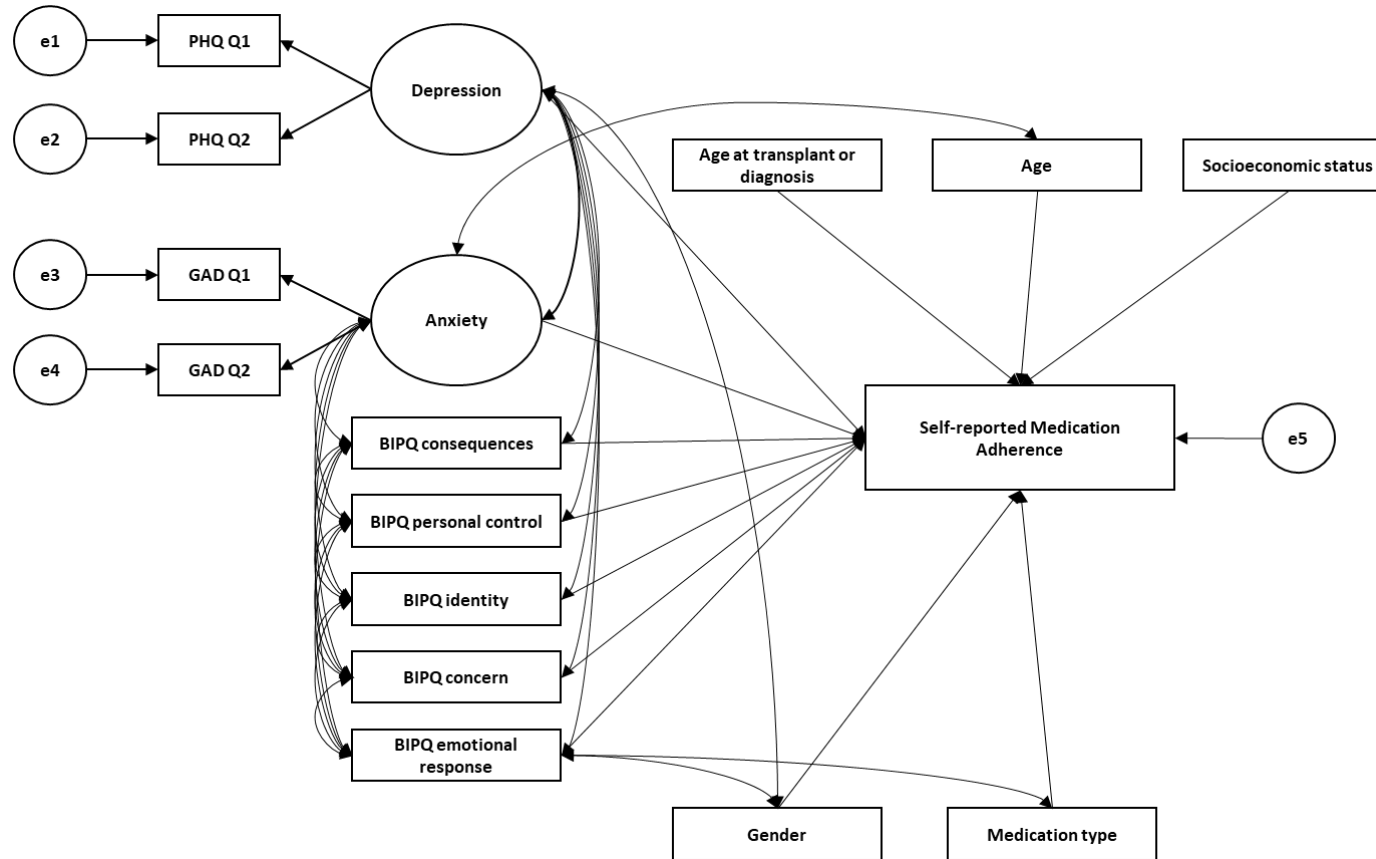 e1
PHQ Q1
Depression
e2
PHQ Q2
Age at transplant or
diagnosis
Age
Socioeconomic status
e3
GAD Q1
Anxiety
e4
GAD Q2
BIPQ consequences
Self-reported Medication
Adherence
e5
BIPQ personal control
BIPQ identity
BIPQ concern
BIPQ emotional
response
Gender
Medication type